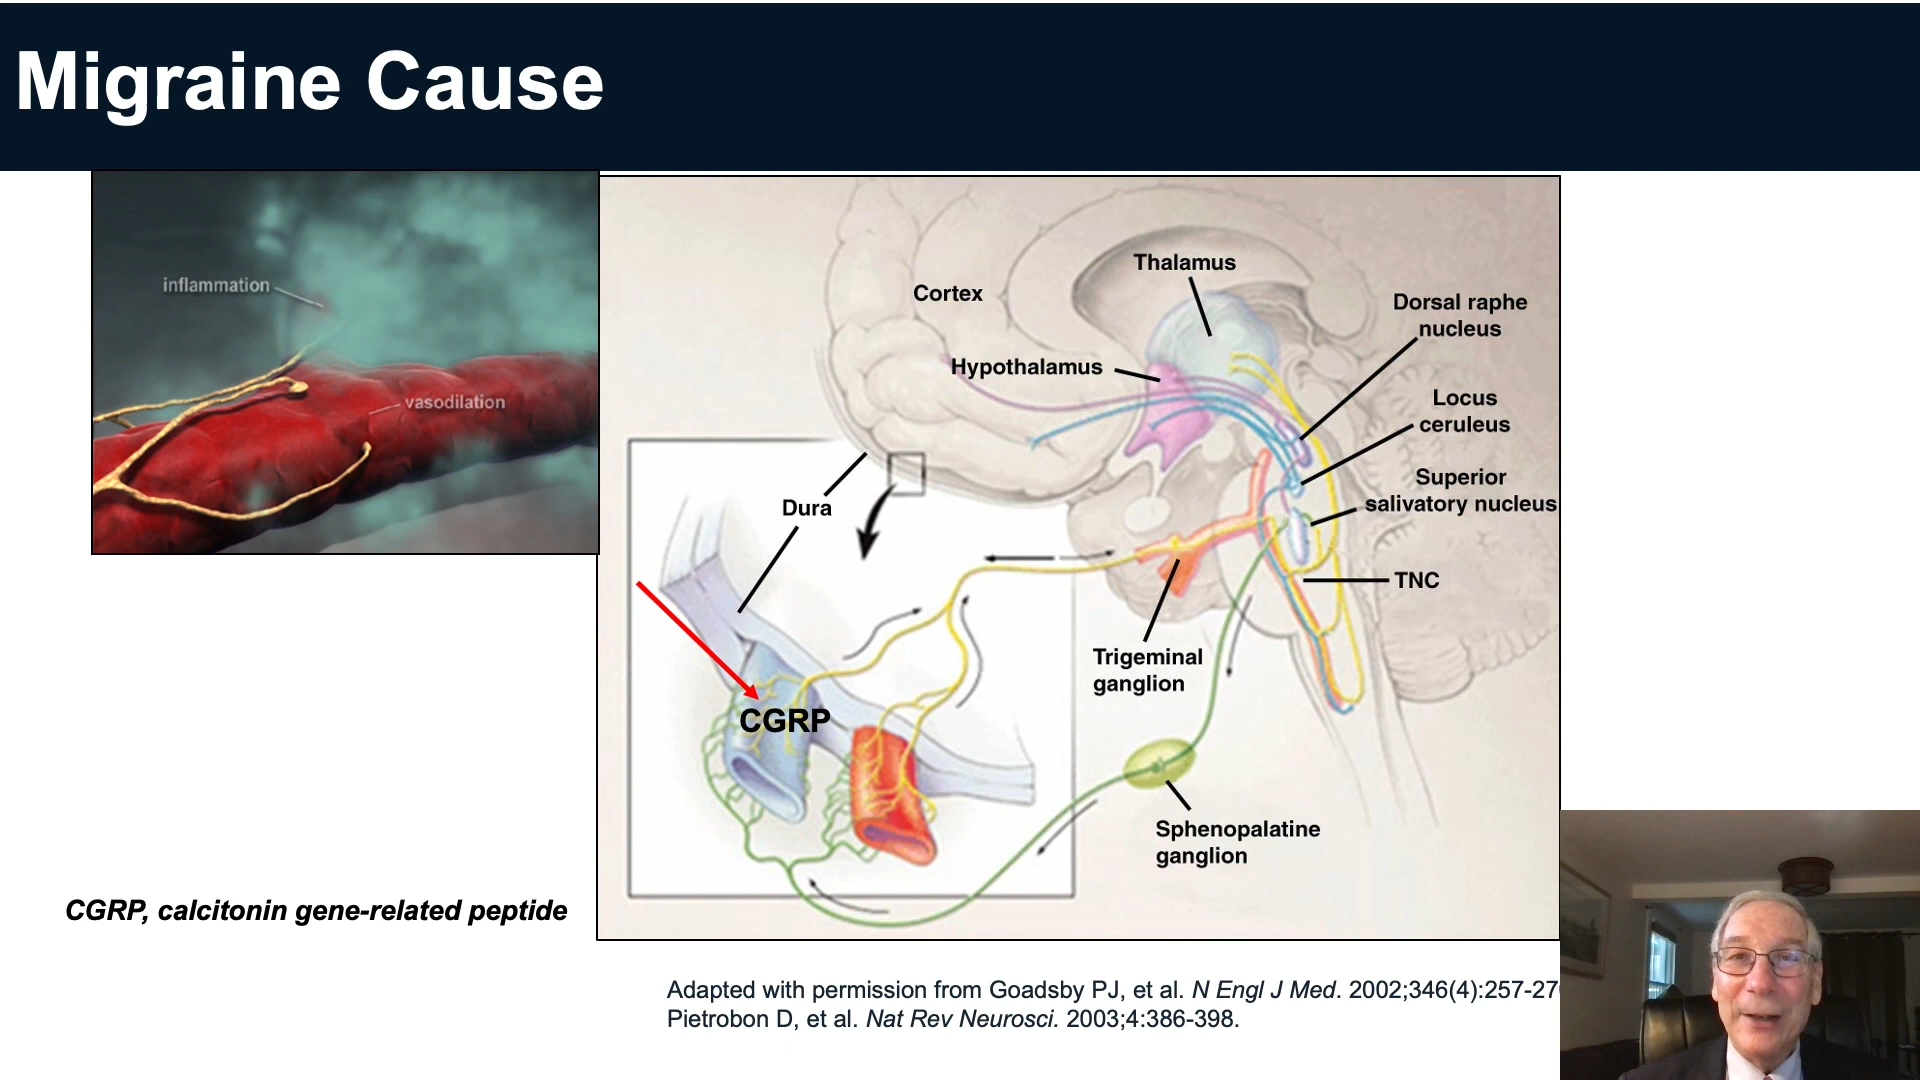 Migraine Cause
inflammation
vasodilation
Thalamus
Cortex
Dorsal raphe
nucleus
Hypothalamus
Locus
ceruleus
Superior
salivatory nucleus
Dura
TNC
Trigeminal
ganglion
CGRP
Sphenopalatine
ganglion
CGRP, calcitonin gene-related peptide
Adapted with permission from Goadsby PJ, et al. N Engl J Med. 2002;346(4):257-27
Pietrobon D, et al. Nat Rev Neurosci. 2003;4:386-398.